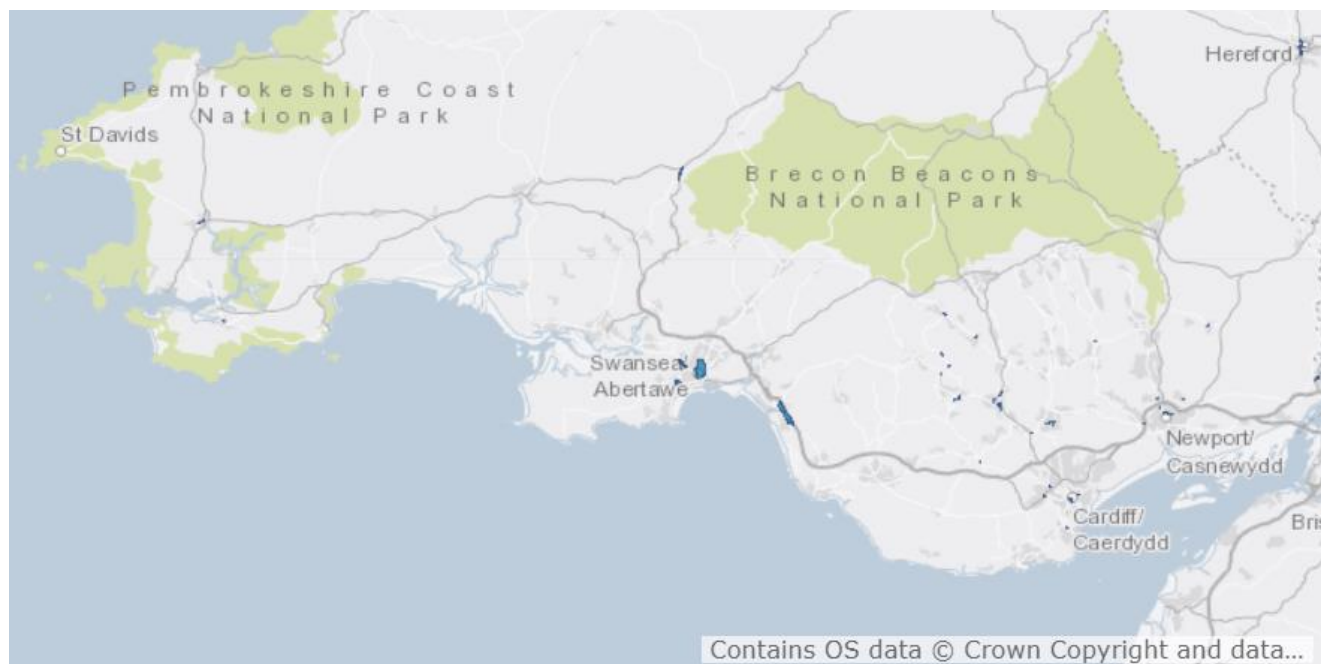 Hereford
Pembrokeshire Coast
National Park
St Davids
Brecon Beacons
National Park
Swansea/
Abertawe
Newport/
Casnewydd
Cardiff/
Caerdydd
Bris
Contains OS data © Crown Copyright and data...